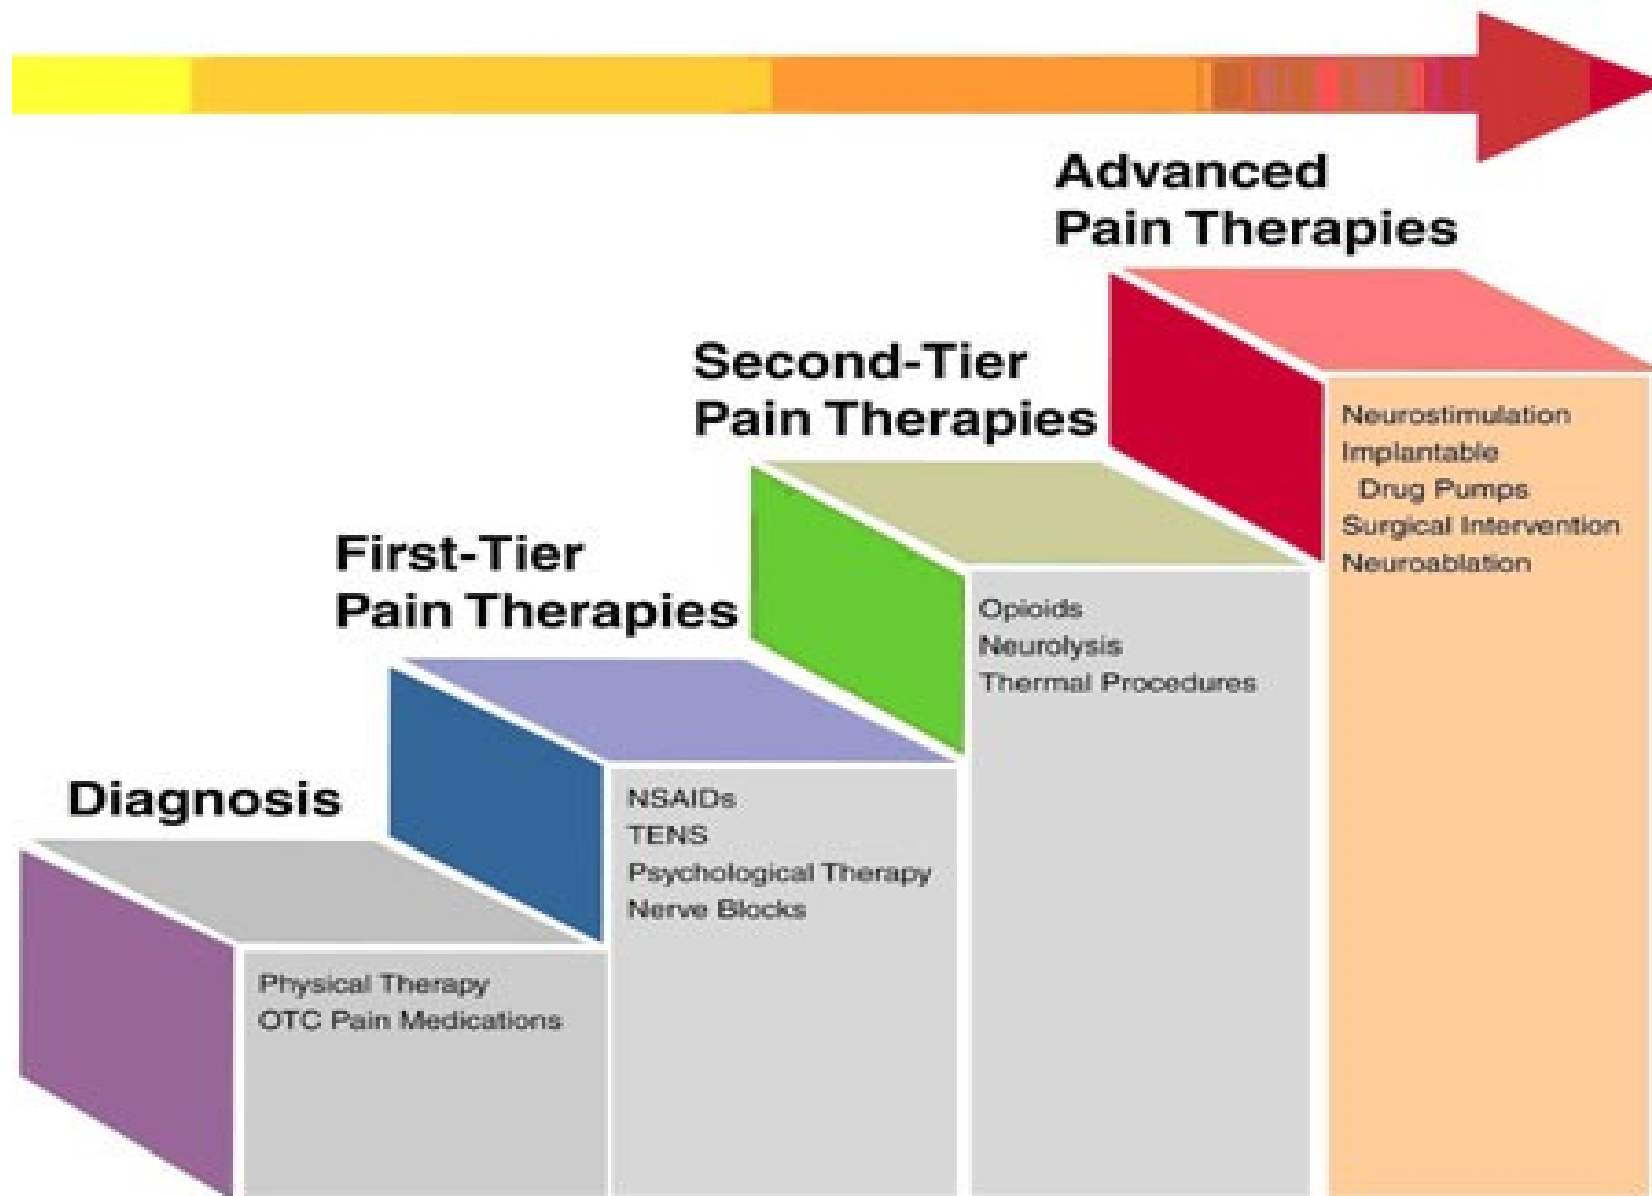 Advanced
Pain Therapies
Neurostimulation
Implantable
Drug Pumps
Surgical Intervention
Neuroablation
Second-Tier
Pain Therapies
Opioids
Neurolysis
Thermal Procedures
First-Tier
Pain Therapies
NSAIDs
TENS
Psychological Therapy
Nerve Blocks
Diagnosis
Physical Therapy
OTC Pain Medications